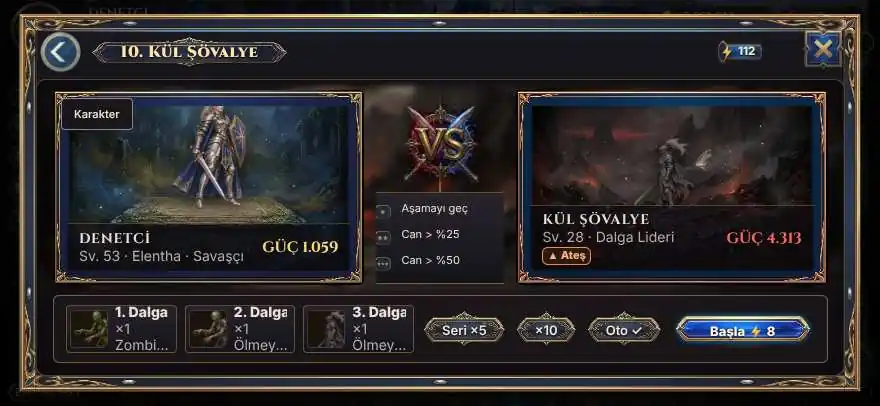 10. KÜL ŞÖVALYE
112
Karakter
VS
DENETCİ
Sv. 53 · Elentha · Savaşçı
GÜÇ 1.059
Aşamayı geç
Can > %25
Can > %50
KÜL ŞÖVALYE
Sv. 28 · Dalga Lideri
▲ Ateş
GÜÇ 4.313
1. Dalga
×1
Zombi...
2. Dalga
×1
Ölmey...
3. Dalga
×1
Ölmey...
Seri ×5
×10
Oto ✓
Başla ⚡ 8